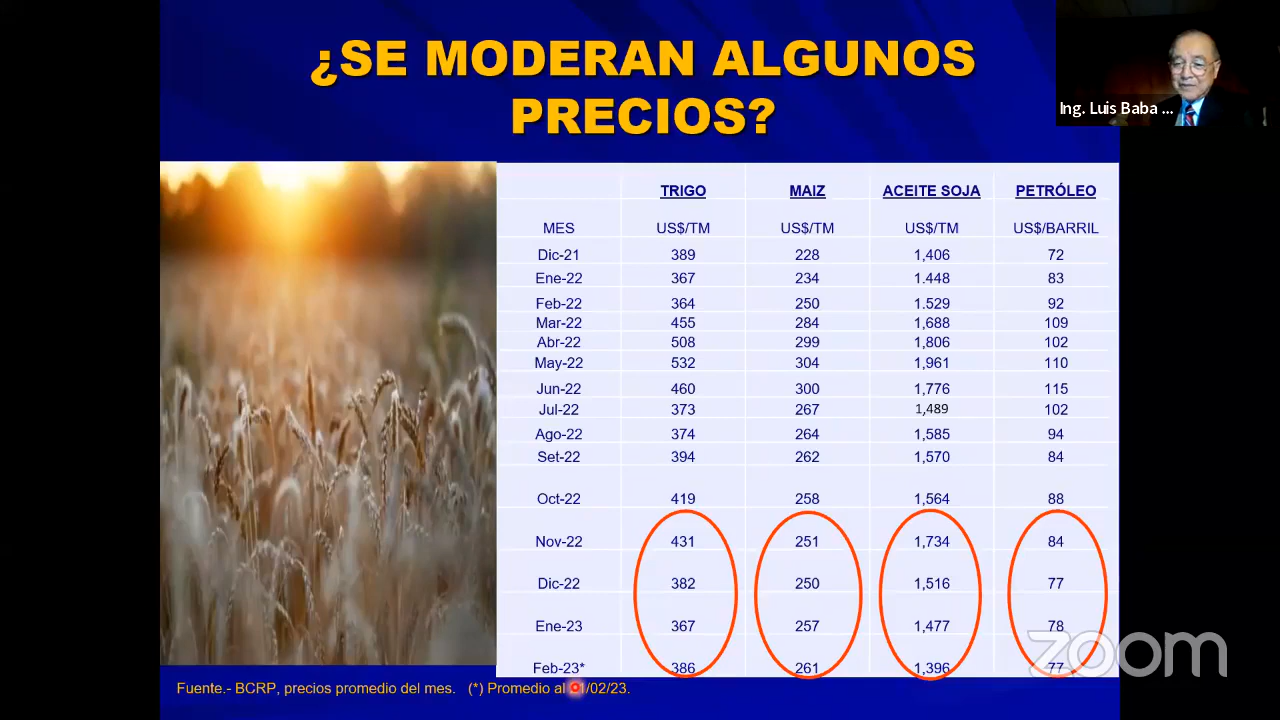 ¿SE MODERAN ALGUNOS
PRECIOS?
Ing. Luis Baba ...
TRIGO MAIZ ACEITE SOJA PETRÓLEO
MES US$/TM US$/TM US$/TM US$/BARRIL
Dic-21 389 228 1,406 72
Ene-22 367 234 1.448 83
Feb-22 364 250 1.529 92
Mar-22 455 284 1,688 109
Abr-22 508 299 1,806 102
May-22 532 304 1,961 110
Jun-22 460 300 1,776 115
Jul-22 373 267 1,489 102
Ago-22 374 264 1,585 94
Set-22 394 262 1,570 84
Oct-22 419 258 1,564 88
Nov-22 431 251 1,734 84
Dic-22 382 250 1,516 77
Ene-23 367 257 1,477 78
Feb-23* 386 261 1,396 77
zoom
Fuente.- BCRP, precios promedio del mes. (*) Promedio al